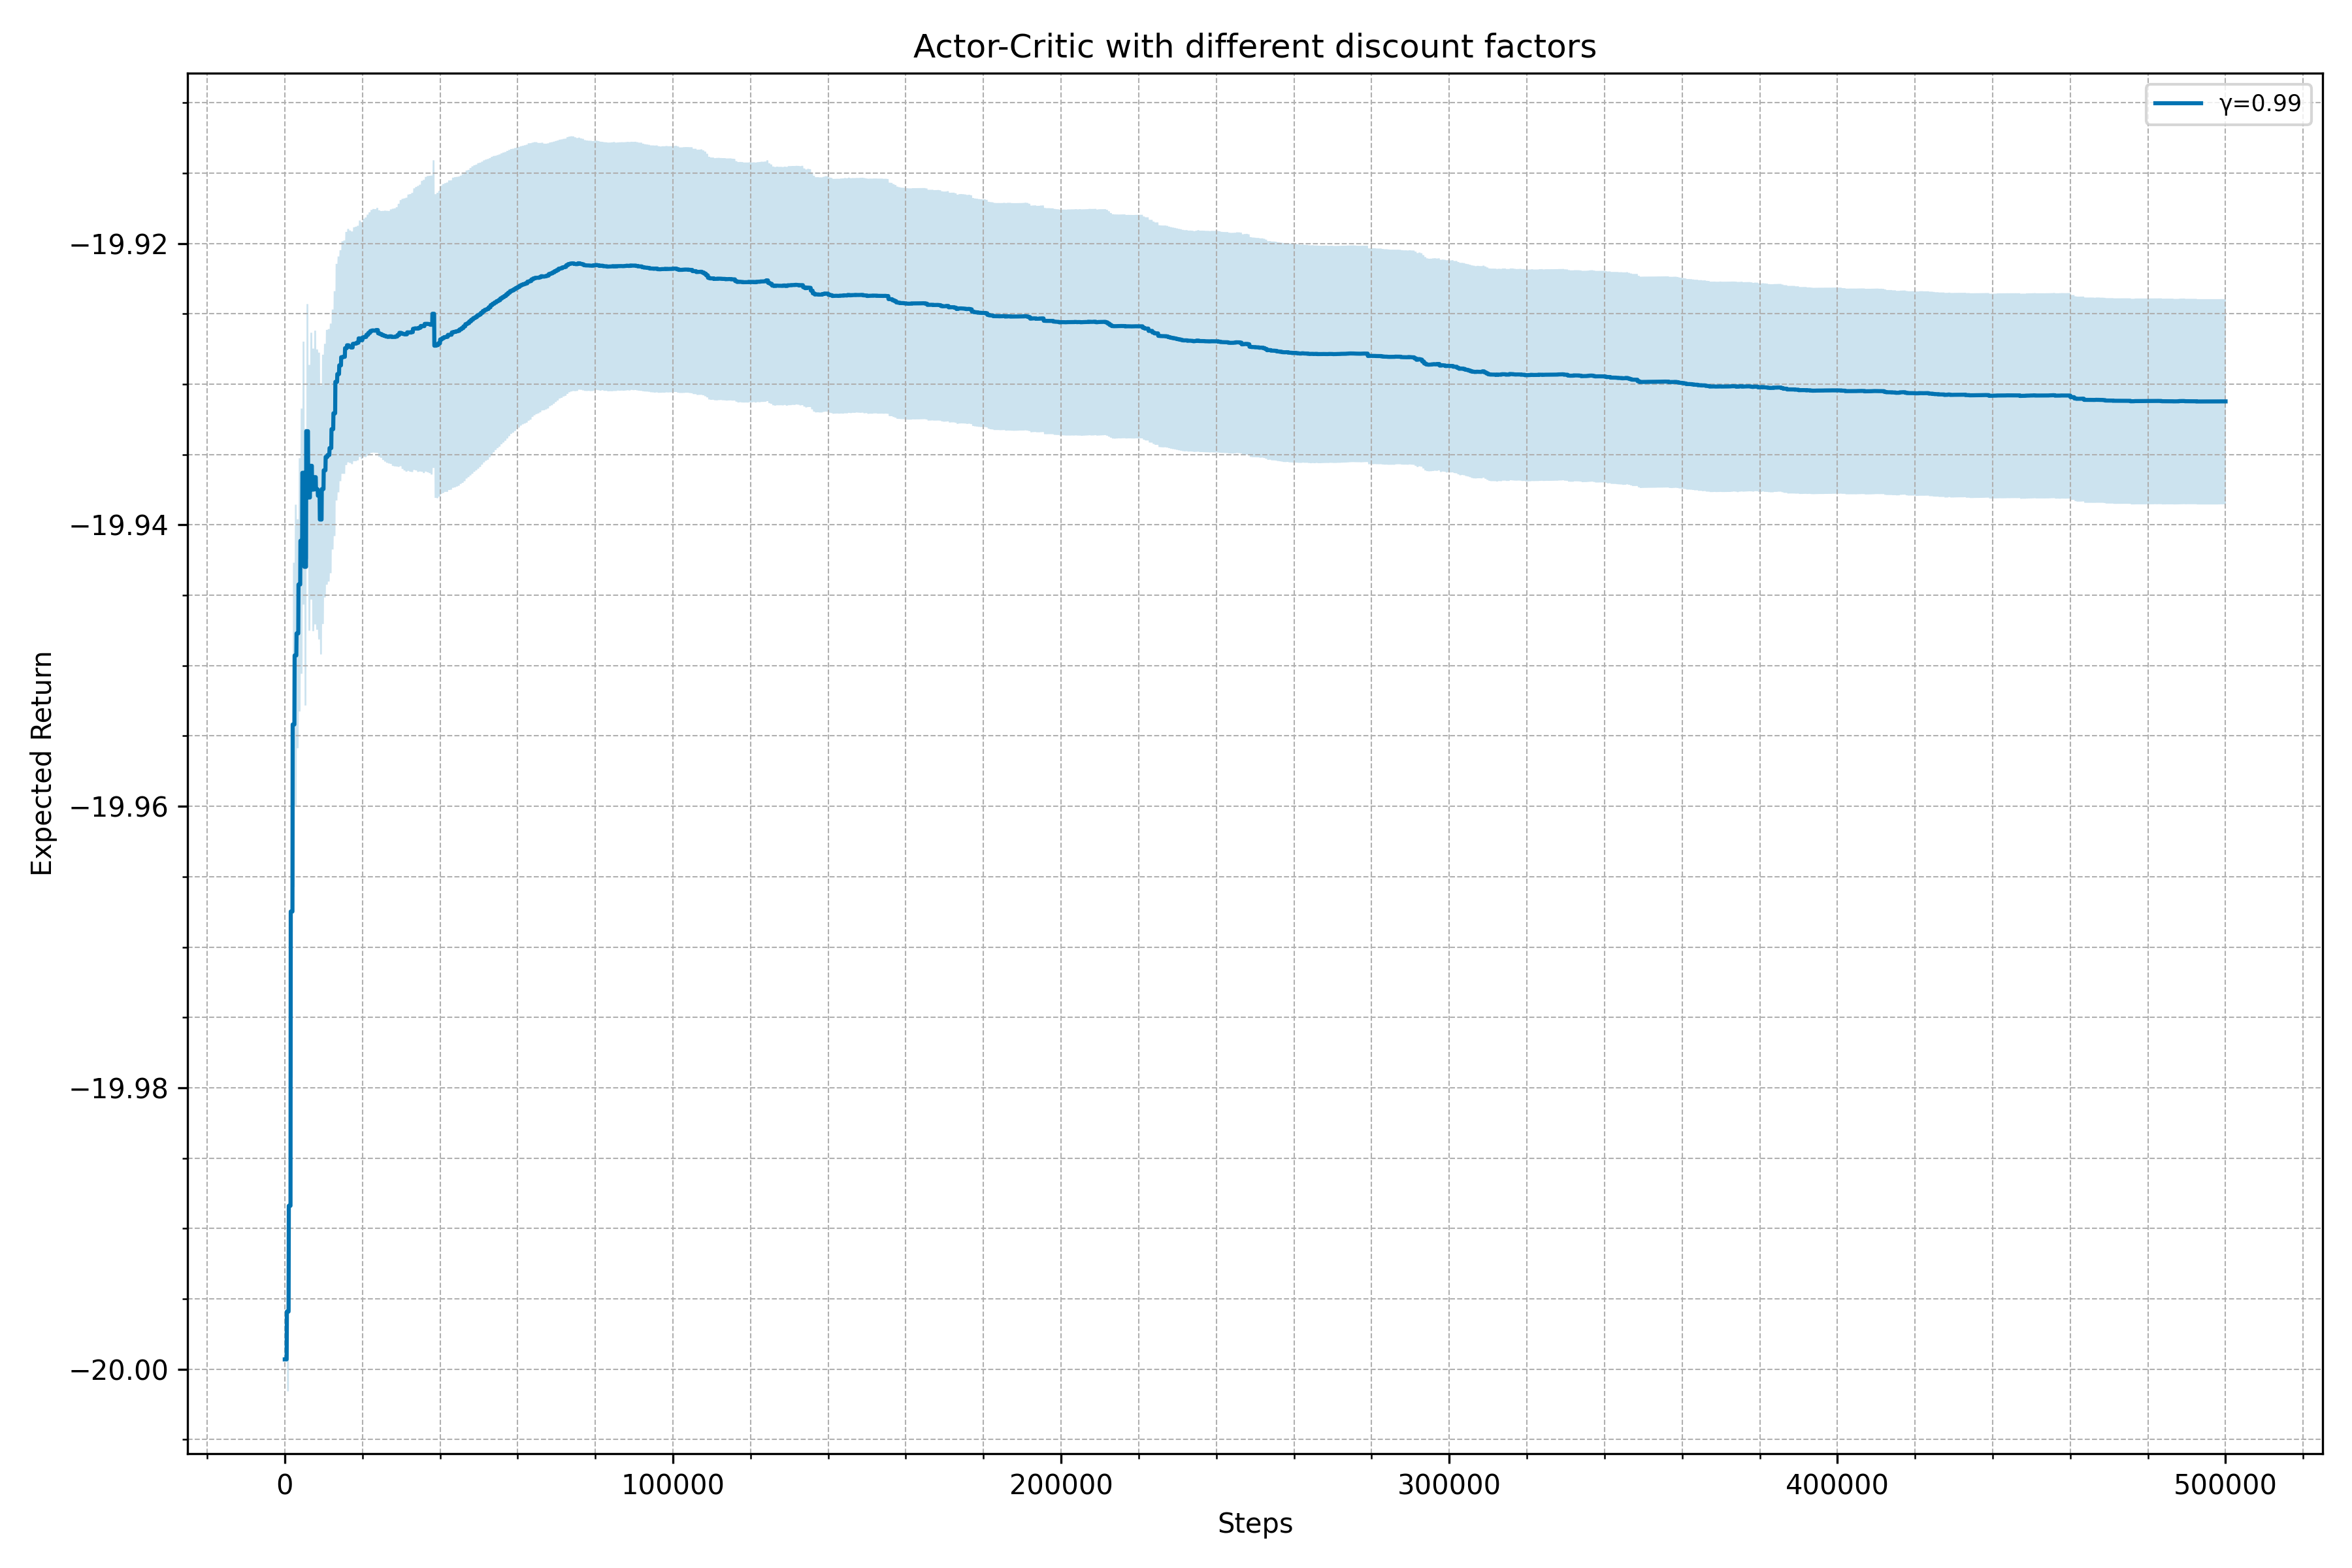 Actor-Critic with different discount factors
γ=0.99
Expected Return
−19.92
−19.94
−19.96
−19.98
−20.00
0 100000 200000 300000 400000 500000
Steps